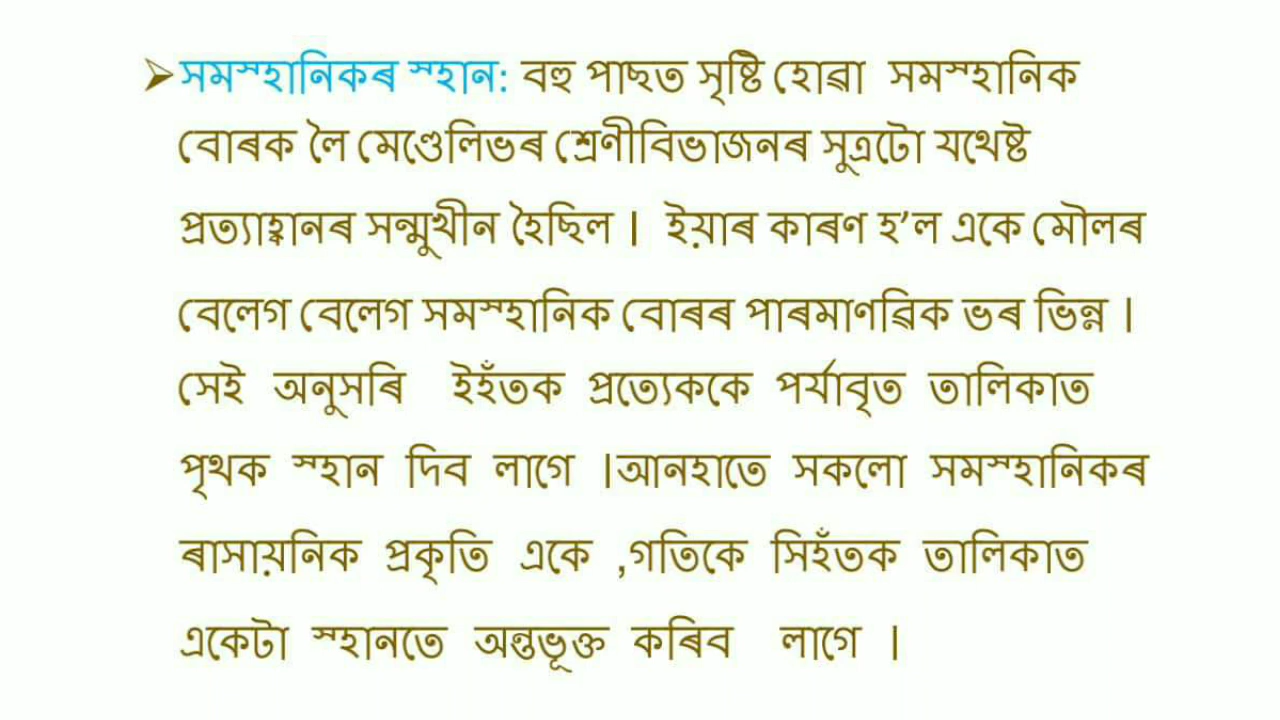 ➢সমস্হানিকৰ স্হান: বহু পাছত সৃষ্টি হোৱা সমস্হানিক
বোৰক লৈ মেণ্ডেলিভৰ শ্ৰেণীবিভাজনৰ সুত্ৰটো যথেষ্ট
প্ৰত্যাহ্বানৰ সন্মুখীন হৈছিল । ইয়াৰ কাৰণ হ’ল একে মৌলৰ
বেলেগ বেলেগ সমস্হানিক বোৰৰ পাৰমাণৱিক ভৰ ভিন্ন ।
সেই অনুসৰি ইহঁতক প্ৰত্যেককে পৰ্যাবৃত তালিকাত
পৃথক স্হান দিব লাগে ।আনহাতে সকলো সমস্হানিকৰ
ৰাসায়নিক প্ৰকৃতি একে ,গতিকে সিহঁতক তালিকাত
একেটা স্হানতে অন্তভূক্ত কৰিব লাগে ।